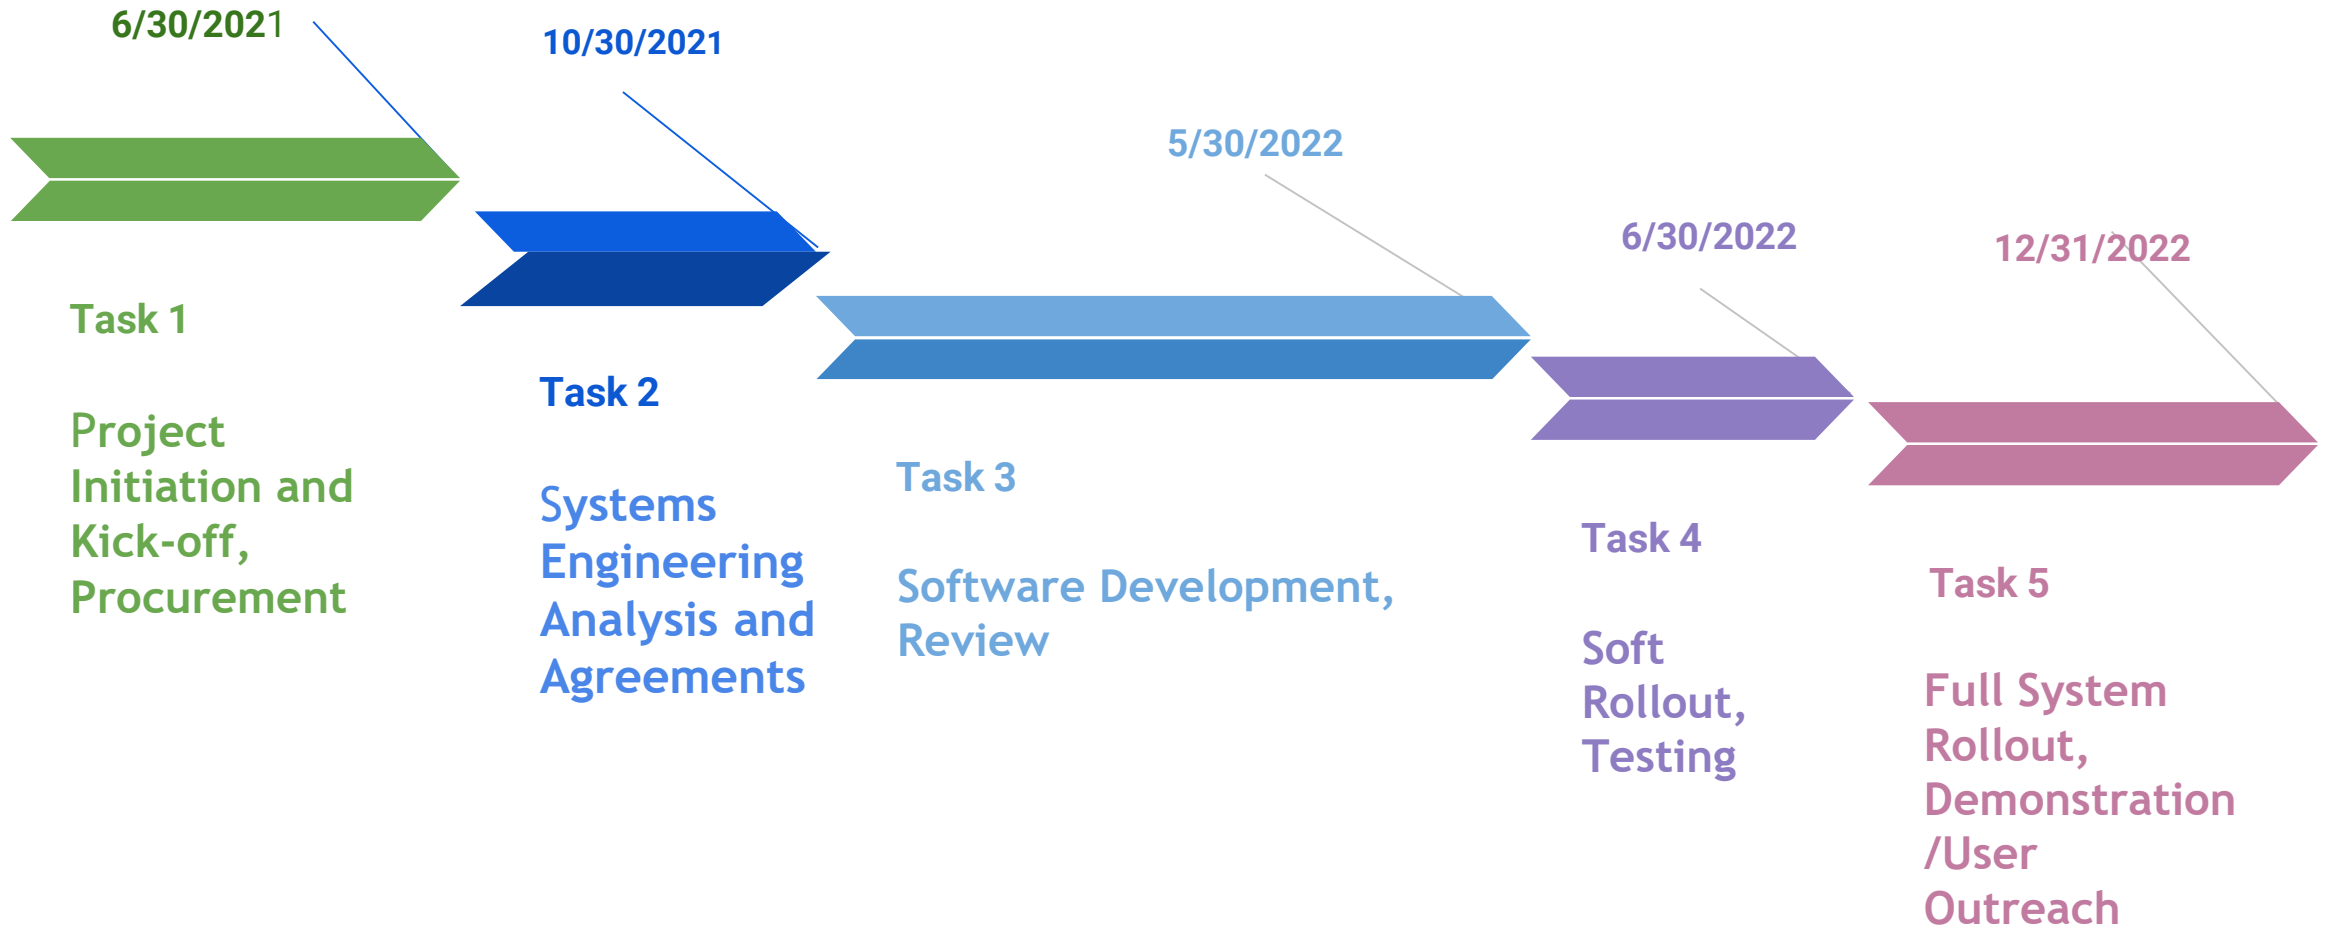 6/30/2021
10/30/2021
5/30/2022
6/30/2022
12/31/2022
Task 1
Project
Initiation and
Kick-off,
Procurement
Task 2
Systems
Engineering
Analysis and
Agreements
Task 3
Software Development,
Review
Task 4
Soft
Rollout,
Testing
Task 5
Full System
Rollout,
Demonstration
/User
Outreach